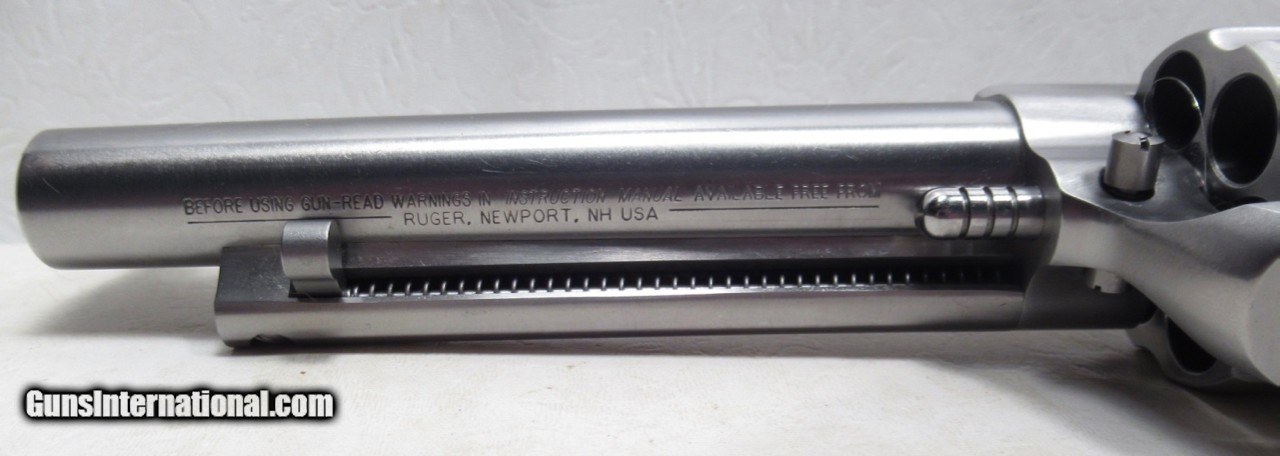 BEFORE USING GUN-READ WARNINGS IN INSTRUCTION MANUAL AVAILABLE FREE FROM
RUGER, NEWPORT, NH USA
GunsInternational.com